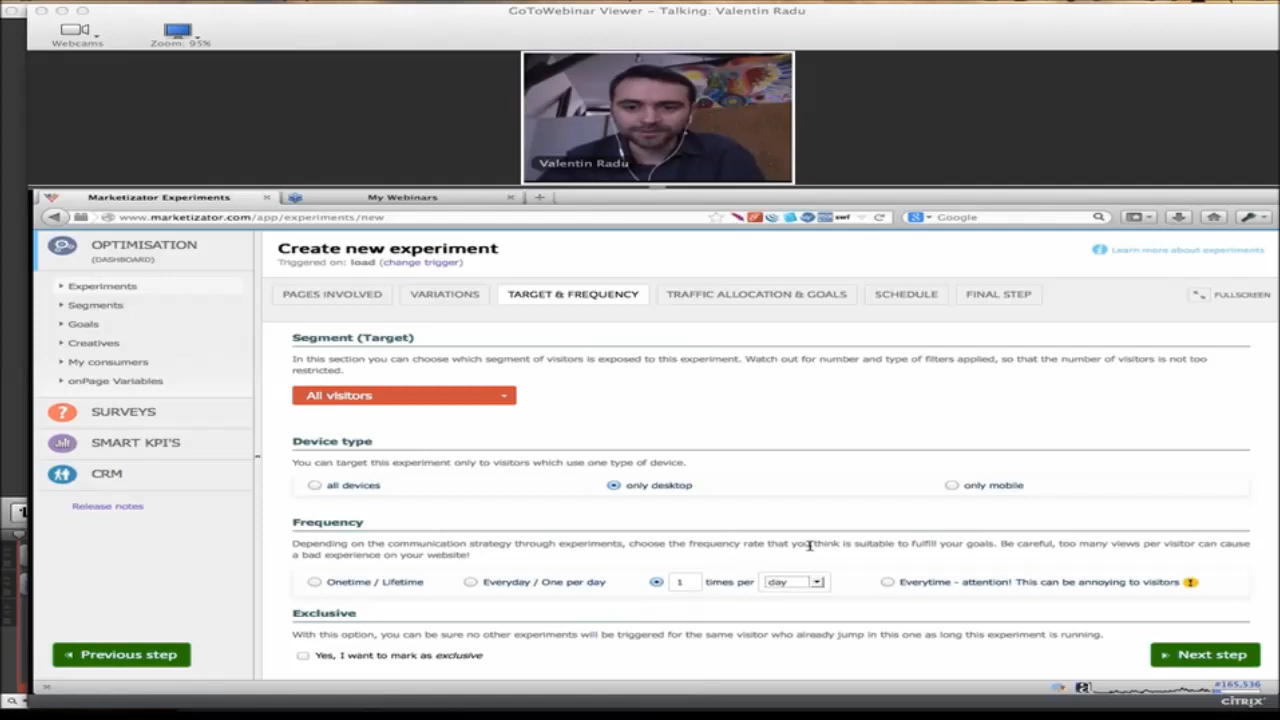 GoToWebinar Viewer – Talking: Valentin Radu
Webcams
Zoom: 95%
Valentin Radu
Marketizator Experiments
My Webinars
www.marketizator.com/app/experiments/new
Google
OPTIMISATION
(DASHBOARD)
Experiments
Segments
Goals
Creatives
My consumers
onPage Variables
SURVEYS
SMART KPI'S
CRM
Release notes
Previous step
Create new experiment
Triggered on: load (change trigger)
Learn more about experiments
PAGES INVOLVED
VARIATIONS
TARGET & FREQUENCY
TRAFFIC ALLOCATION & GOALS
SCHEDULE
FINAL STEP
FULLSCREEN
Segment (Target)
In this section you can choose which segment of visitors is exposed to this experiment. Watch out for number and type of filters applied, so that the number of visitors is not too
restricted.
All visitors
Device type
You can target this experiment only to visitors which use one type of device.
all devices
only desktop
only mobile
Frequency
Depending on the communication strategy through experiments, choose the frequency rate that you think is suitable to fulfill your goals. Be careful, too many views per visitor can cause
a bad experience on your website!
Onetime / Lifetime
Everyday / One per day
1 times per day
Everytime - attention! This can be annoying to visitors
Exclusive
With this option, you can be sure no other experiments will be triggered for the same visitor who already jump in this one as long this experiment is running.
Yes, I want to mark as exclusive
Next step
#165,536
CITRIX